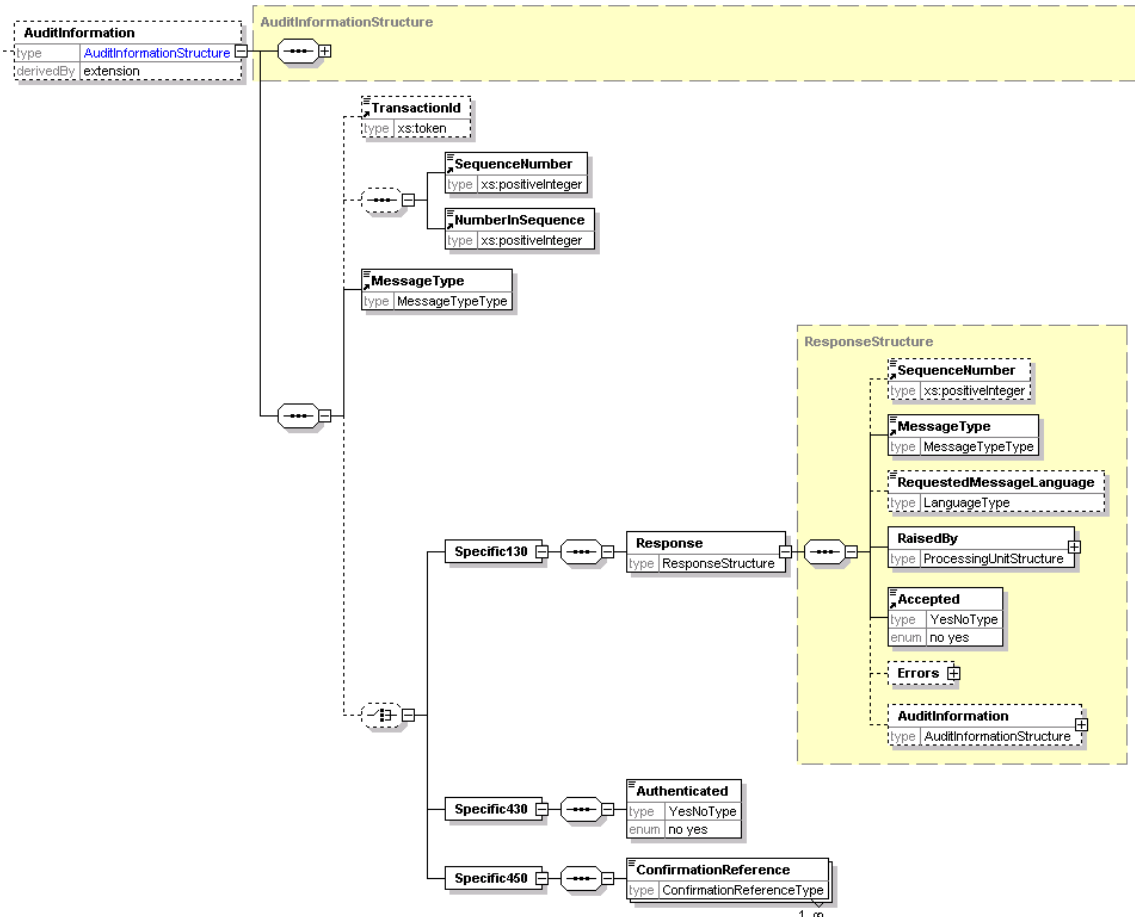 AuditInformation
type AuditInformationStructure
derivedBy extension
AuditInformationStructure
TransactionId
type xs:token
SequenceNumber
type xs:positiveInteger
NumberInSequence
type xs:positiveInteger
MessageType
type MessageTypeType
ResponseStructure
SequenceNumber
type xs:positiveInteger
MessageType
type MessageTypeType
RequestedMessageLanguage
type LanguageType
RaisedBy
type ProcessingUnitStructure
Accepted
type YesNoType
enum no yes
Errors
AuditInformation
type AuditInformationStructure
Specific130
Response
type ResponseStructure
Specific430
Authenticated
type YesNoType
enum no yes
Specific450
ConfirmationReference
type ConfirmationReferenceType
1..∞